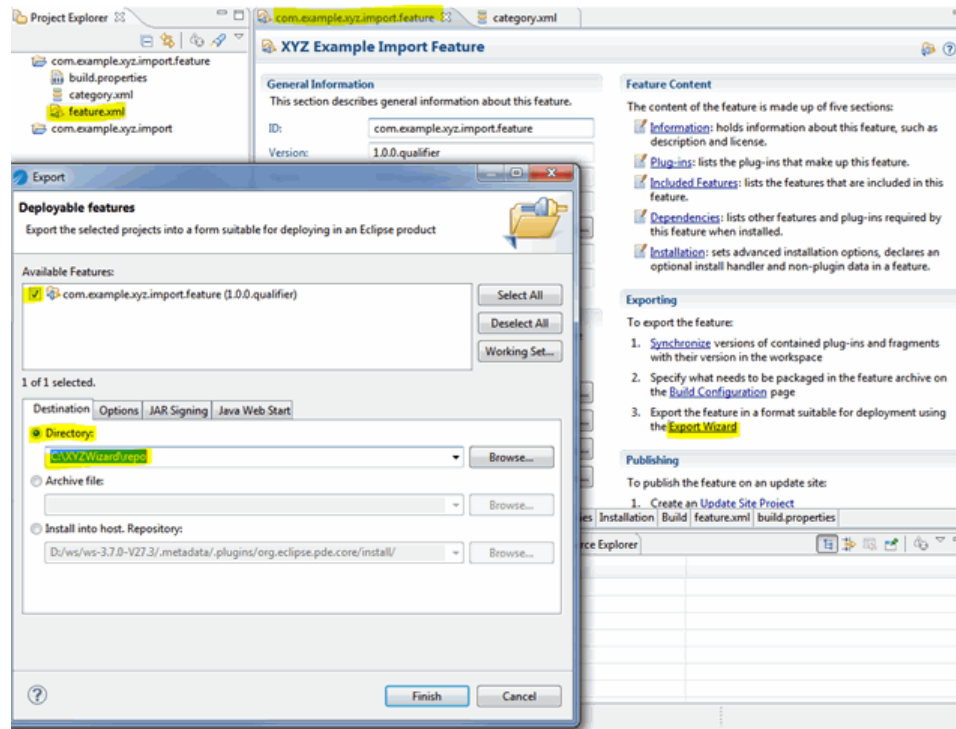 Project Explorer
com.example.xyz.import.feature
build.properties
category.xml
feature.xml
com.example.xyz.import
com.example.xyz.import.feature
category.xml
XYZ Example Import Feature
General Information
This section describes general information about this feature.
ID:
com.example.xyz.import.feature
Version:
1.0.0.qualifier
Feature Content
The content of the feature is made up of five sections:
Information: holds information about this feature, such as
description and license.
Plug-ins: lists the plug-ins that make up this feature.
Included Features: lists the features that are included in this
feature.
Dependencies: lists other features and plug-ins required by
this feature when installed.
Installation: sets advanced installation options, declares an
optional install handler and non-plugin data in a feature.
Exporting
To export the feature:
1. Synchronize versions of contained plug-ins and fragments
with their version in the workspace
2. Specify what needs to be packaged in the feature archive on
the Build Configuration page
3. Export the feature in a format suitable for deployment using
the Export Wizard
Publishing
To publish the feature on an update site:
1. Create an Update Site Project
Installation
Build
feature.xml
build.properties
Explorer
Export
Deployable features
Export the selected projects into a form suitable for deploying in an Eclipse product
Available Features:
com.example.xyz.import.feature (1.0.0.qualifier)
Select All
Deselect All
Working Set...
1 of 1 selected.
Destination
Options
JAR Signing
Java Web Start
Directory:
C:\XYZWizard\repo
Browse...
Archive file:
Browse...
Install into host. Repository:
D:/ws/ws-3.7.0-V27.3/.metadata/.plugins/org.eclipse.pde.core/install/
Browse...
Finish
Cancel